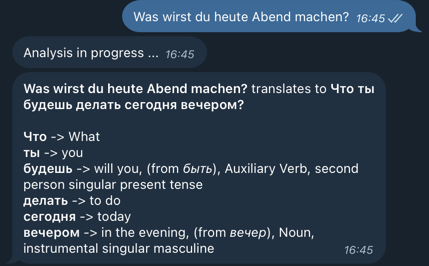 Was wirst du heute Abend machen? 16:45
Analysis in progress ... 16:45
Was wirst du heute Abend machen? translates to Что ты
будешь делать сегодня вечером?
Что -> What
ты -> you
будешь -> will you, (from быть), Auxiliary Verb, second
person singular present tense
делать -> to do
сегодня -> today
вечером -> in the evening, (from вечер), Noun,
instrumental singular masculine 16:45